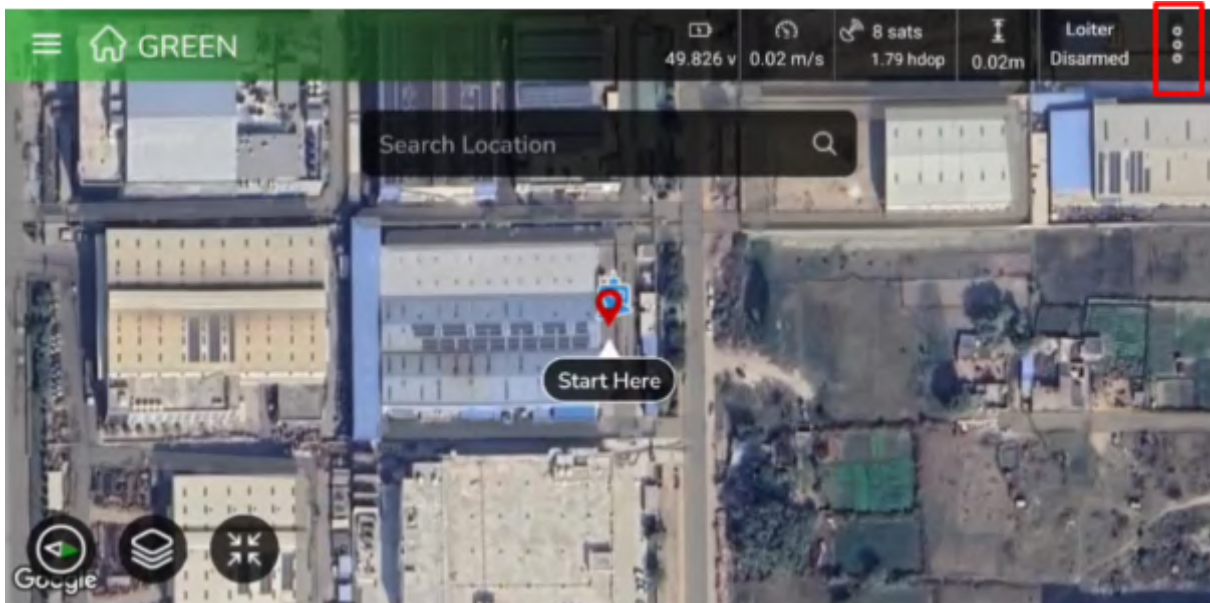 GREEN
49.826 v
0.02 m/s
8 sats
1.79 hdop
0.02m
Loiter
Disarmed
Search Location
Start Here
Google